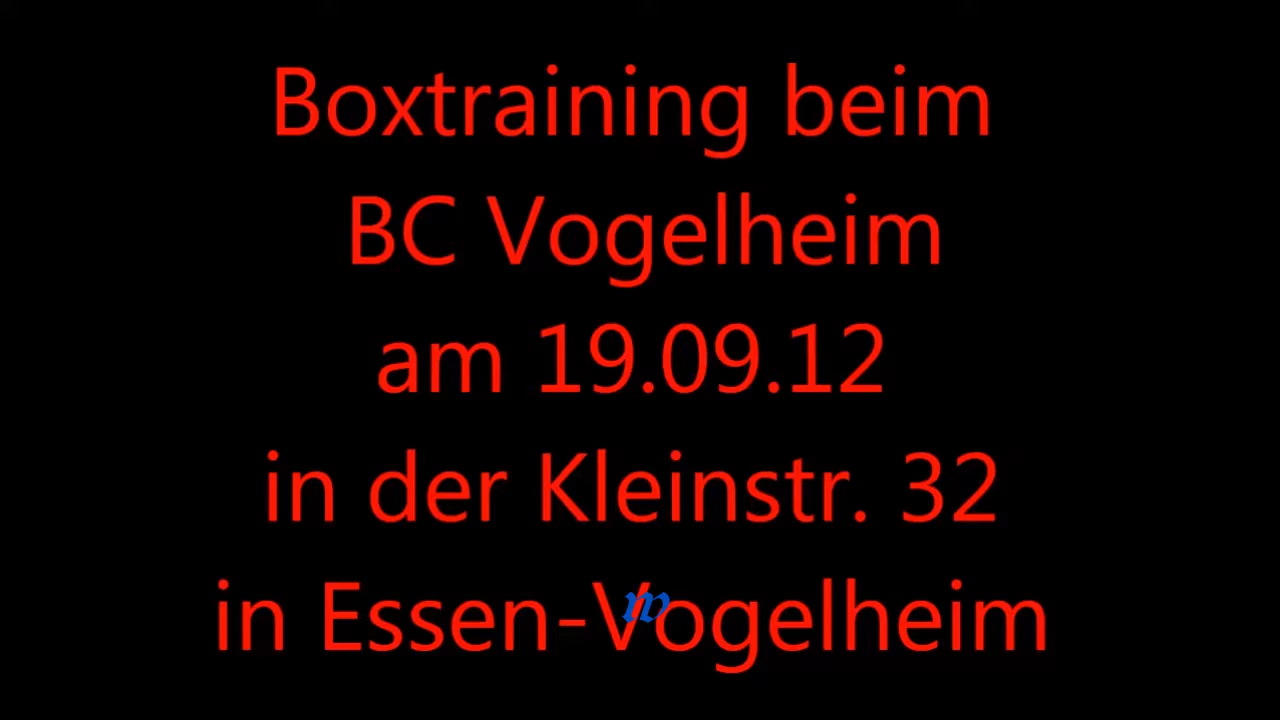 Boxtraining beim
BC Vogelheim
am 19.09.12
in der Kleinstr. 32
in Essen-Vogelheim